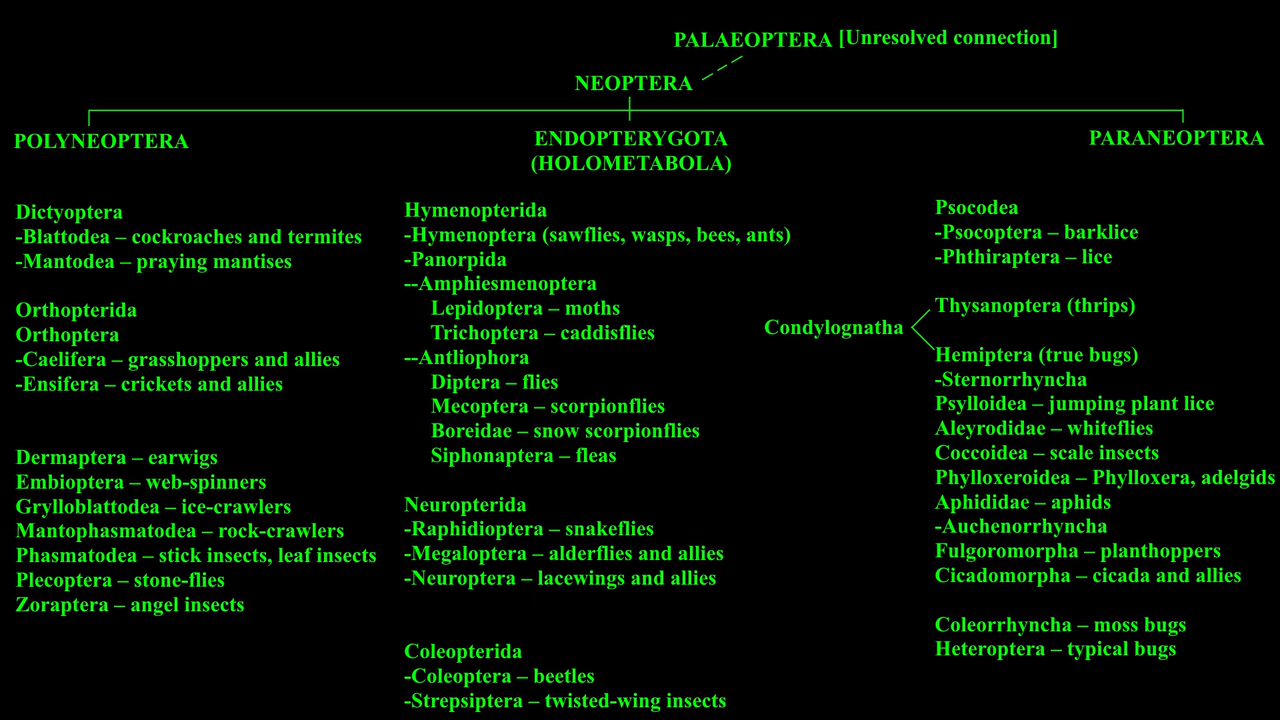 PALAEOPTERA [Unresolved connection]
NEOPTERA
POLYNEOPTERA
ENDOPTERYGOTA
(HOLOMETABOLA)
PARANEOPTERA
Dictyoptera
-Blattodea – cockroaches and termites
-Mantodea – praying mantises
Orthopterida
Orthoptera
-Caelifera – grasshoppers and allies
-Ensifera – crickets and allies
Dermaptera – earwigs
Embioptera – web-spinners
Grylloblattodea – ice-crawlers
Mantophasmatodea – rock-crawlers
Phasmatodea – stick insects, leaf insects
Plecoptera – stone-flies
Zoraptera – angel insects
Hymenopterida
-Hymenoptera (sawflies, wasps, bees, ants)
-Panorpida
--Amphiesmenoptera
Lepidoptera – moths
Trichoptera – caddisflies
--Antliophora
Diptera – flies
Mecoptera – scorpionflies
Boreidae – snow scorpionflies
Siphonaptera – fleas
Neuropterida
-Raphidioptera – snakeflies
-Megaloptera – alderflies and allies
-Neuroptera – lacewings and allies
Coleopterida
-Coleoptera – beetles
-Strepsiptera – twisted-wing insects
Psocodea
-Psocoptera – barklice
-Phthiraptera – lice
Condylognatha
Thysanoptera (thrips)
Hemiptera (true bugs)
-Sternorrhyncha
Psylloidea – jumping plant lice
Aleyrodidae – whiteflies
Coccoidea – scale insects
Phylloxeroidea – Phylloxera, adelgids
Aphididae – aphids
-Auchenorrhyncha
Fulgoromorpha – planthoppers
Cicadomorpha – cicada and allies
Coleorrhyncha – moss bugs
Heteroptera – typical bugs